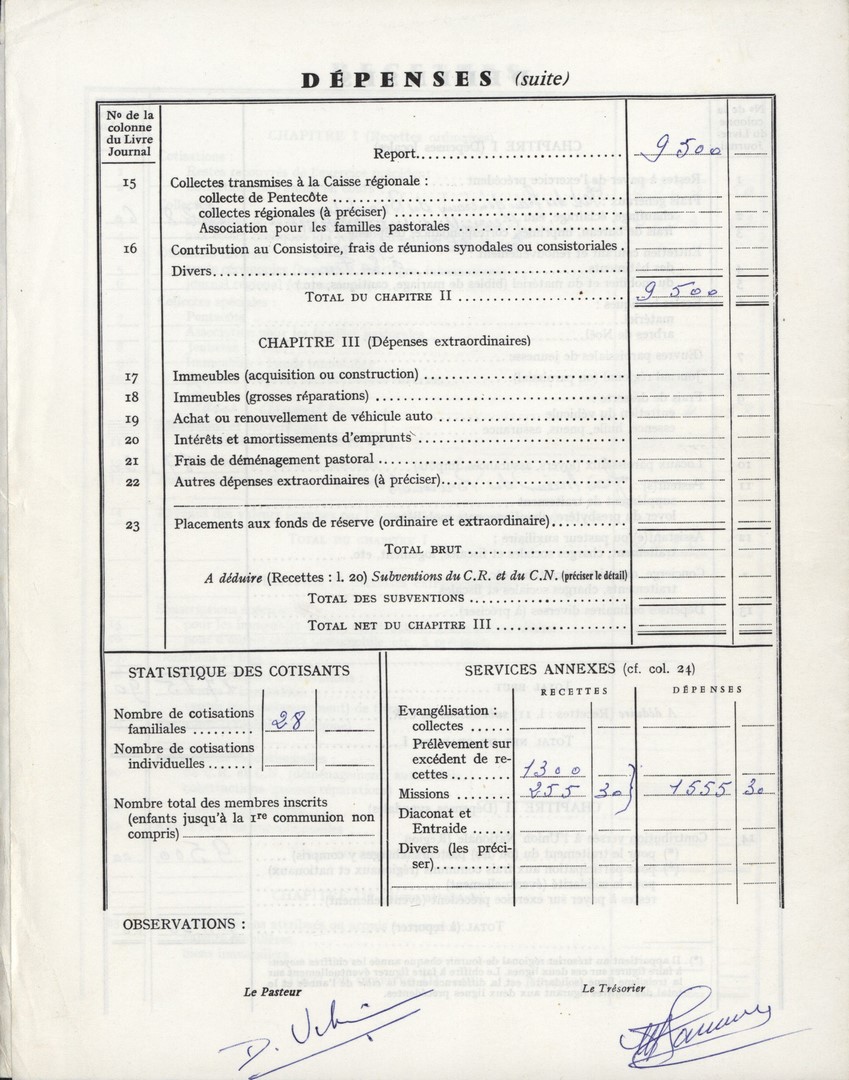 DÉPENSES (suite)
No de la
colonne
du Livre
Journal
Report.............................. 9 500
15 Collectes transmises à la Caisse régionale :
collecte de Pentecôte ..............................
collectes régionales (à préciser) ..............................
Association pour les familles pastorales ....................
16 Contribution au Consistoire, frais de réunions synodales ou consistoriales .
Divers..............................
TOTAL DU CHAPITRE II .................... 9 500
CHAPITRE III (Dépenses extraordinaires)
17 Immeubles (acquisition ou construction) ..............................
18 Immeubles (grosses réparations) ..............................
19 Achat ou renouvellement de véhicule auto ..............................
20 Intérêts et amortissements d'emprunts ..............................
21 Frais de déménagement pastoral ..............................
22 Autres dépenses extraordinaires (à préciser)..............................
23 Placements aux fonds de réserve (ordinaire et extraordinaire)..........
TOTAL BRUT ....................
A déduire (Recettes : l. 20) Subventions du C.R. et du C.N. (préciser le détail)
TOTAL DES SUBVENTIONS ....................
TOTAL NET DU CHAPITRE III ....................
STATISTIQUE DES COTISANTS
Nombre de cotisations
familiales ......... 28
Nombre de cotisations
individuelles .......
Nombre total des membres inscrits
(enfants jusqu'à la 1re communion non
compris)
SERVICES ANNEXES (cf. col. 24)
RECETTES DÉPENSES
Evangélisation :
collectes ......
Prélèvement sur
excédent de re-
cettes......... 1300
Missions ....... 255 30 } 1555 30
Diaconat et
Entraide ......
Divers (les préci-
ser)...........
OBSERVATIONS :
Le Pasteur Le Trésorier